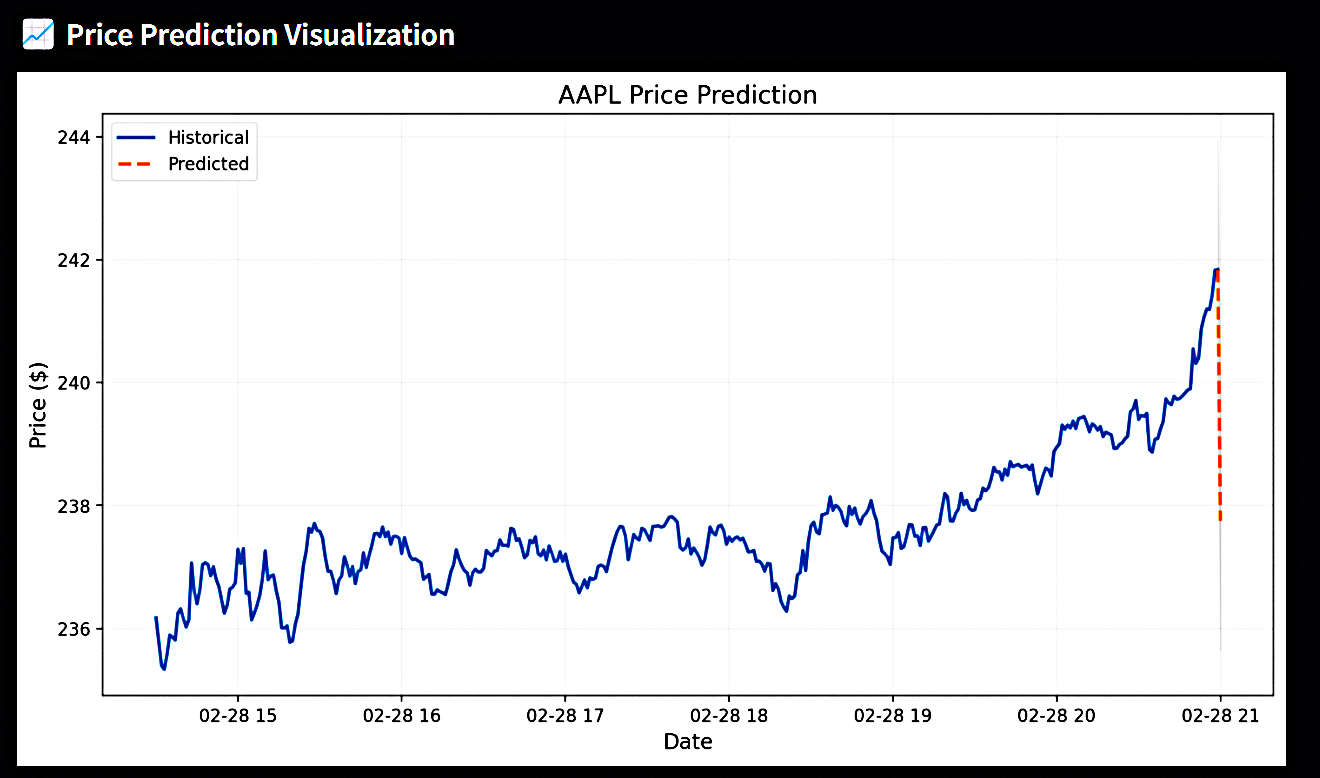 Price Prediction Visualization
AAPL Price Prediction
Historical
Predicted
244
242
240
238
236
Price ($)
02-28 15
02-28 16
02-28 17
02-28 18
02-28 19
02-28 20
02-28 21
Date